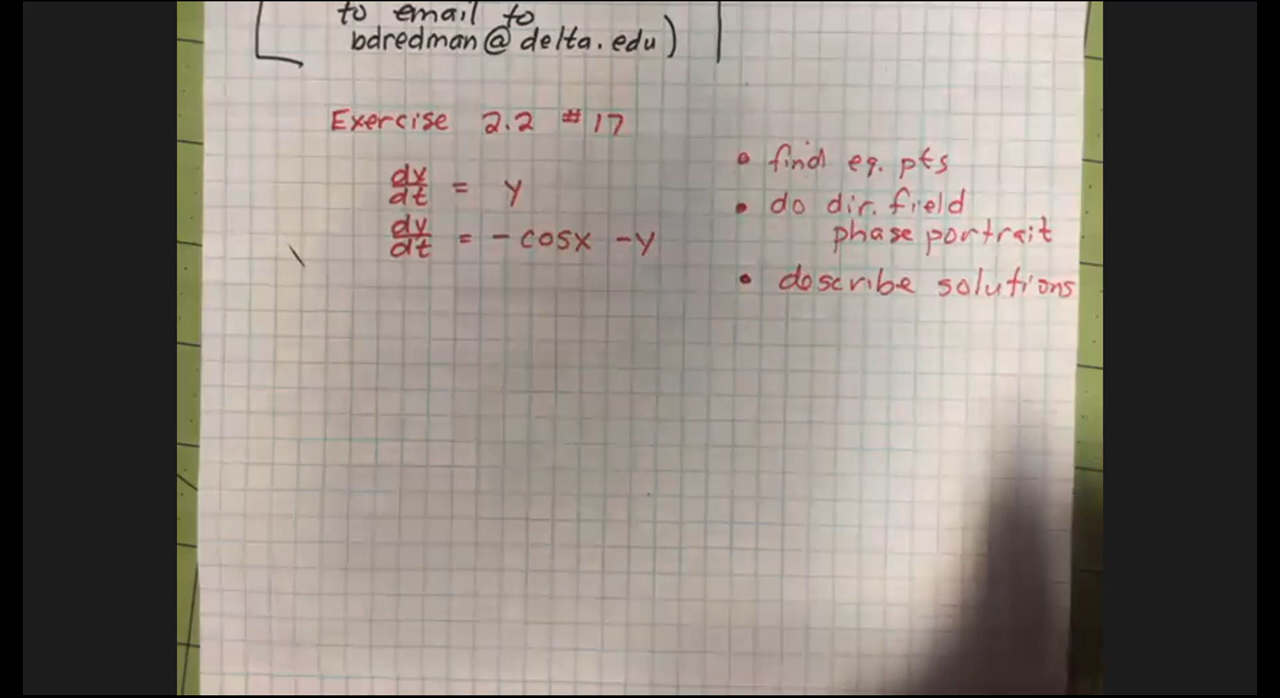 to email to
bdredman@delta.edu)
Exercise 2.2 #17
dx/dt = y
dy/dt = -cosx -y
• find eq. pts
• do dir. field
phase portrait
• describe solutions